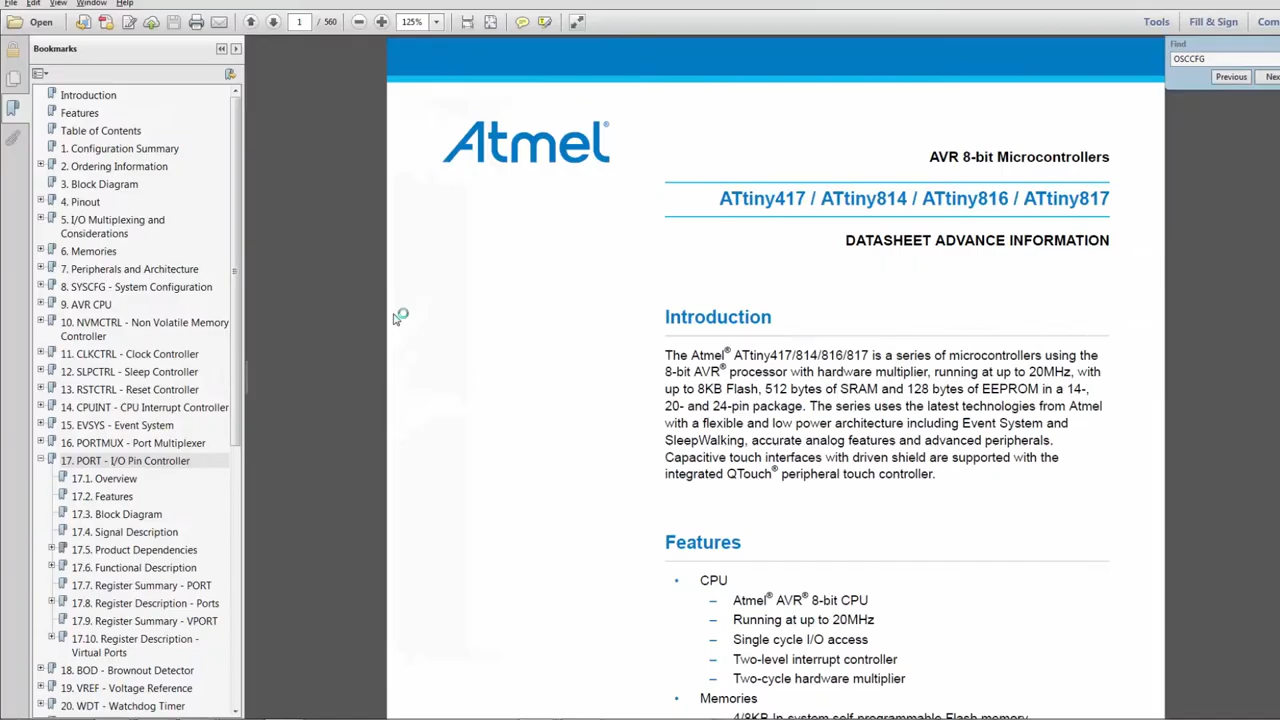 File Edit View Window Help
Open
1 / 560
125%
Tools Fill & Sign
Bookmarks
Introduction
Features
Table of Contents
1. Configuration Summary
2. Ordering Information
3. Block Diagram
4. Pinout
5. I/O Multiplexing and
Considerations
6. Memories
7. Peripherals and Architecture
8. SYSCFG - System Configuration
9. AVR CPU
10. NVMCTRL - Non Volatile Memory
Controller
11. CLKCTRL - Clock Controller
12. SLPCTRL - Sleep Controller
13. RSTCTRL - Reset Controller
14. CPUINT - CPU Interrupt Controller
15. EVSYS - Event System
16. PORTMUX - Port Multiplexer
17. PORT - I/O Pin Controller
17.1. Overview
17.2. Features
17.3. Block Diagram
17.4. Signal Description
17.5. Product Dependencies
17.6. Functional Description
17.7. Register Summary - PORT
17.8. Register Description - Ports
17.9. Register Summary - VPORT
17.10. Register Description -
Virtual Ports
18. BOD - Brownout Detector
19. VREF - Voltage Reference
20. WDT - Watchdog Timer
Atmel®
AVR 8-bit Microcontrollers
ATtiny417 / ATtiny814 / ATtiny816 / ATtiny817
DATASHEET ADVANCE INFORMATION
Introduction
The Atmel® ATtiny417/814/816/817 is a series of microcontrollers using the
8-bit AVR® processor with hardware multiplier, running at up to 20MHz, with
up to 8KB Flash, 512 bytes of SRAM and 128 bytes of EEPROM in a 14-,
20- and 24-pin package. The series uses the latest technologies from Atmel
with a flexible and low power architecture including Event System and
SleepWalking, accurate analog features and advanced peripherals.
Capacitive touch interfaces with driven shield are supported with the
integrated QTouch® peripheral touch controller.
Features
• CPU
– Atmel® AVR® 8-bit CPU
– Running at up to 20MHz
– Single cycle I/O access
– Two-level interrupt controller
– Two-cycle hardware multiplier
• Memories
– 4/8KB In-system self-programmable Flash memory
Find
OSCCFG
Previous